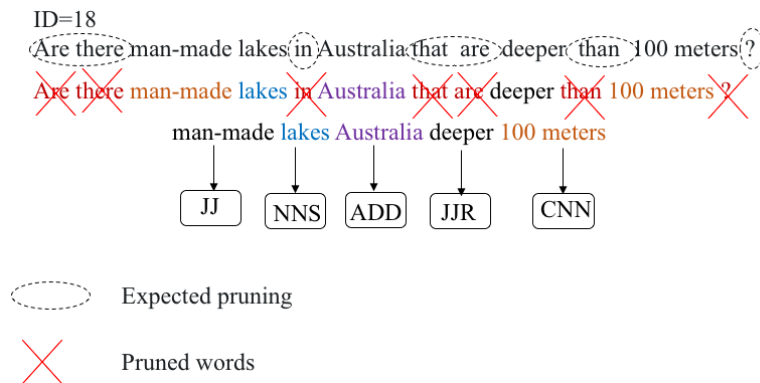 ID=18
Are there man-made lakes in Australia that are deeper than 100 meters ?
Are there man-made lakes in Australia that are deeper than 100 meters ?
man-made lakes Australia deeper 100 meters
JJ NNS ADD JJR CNN
Expected pruning
Pruned words